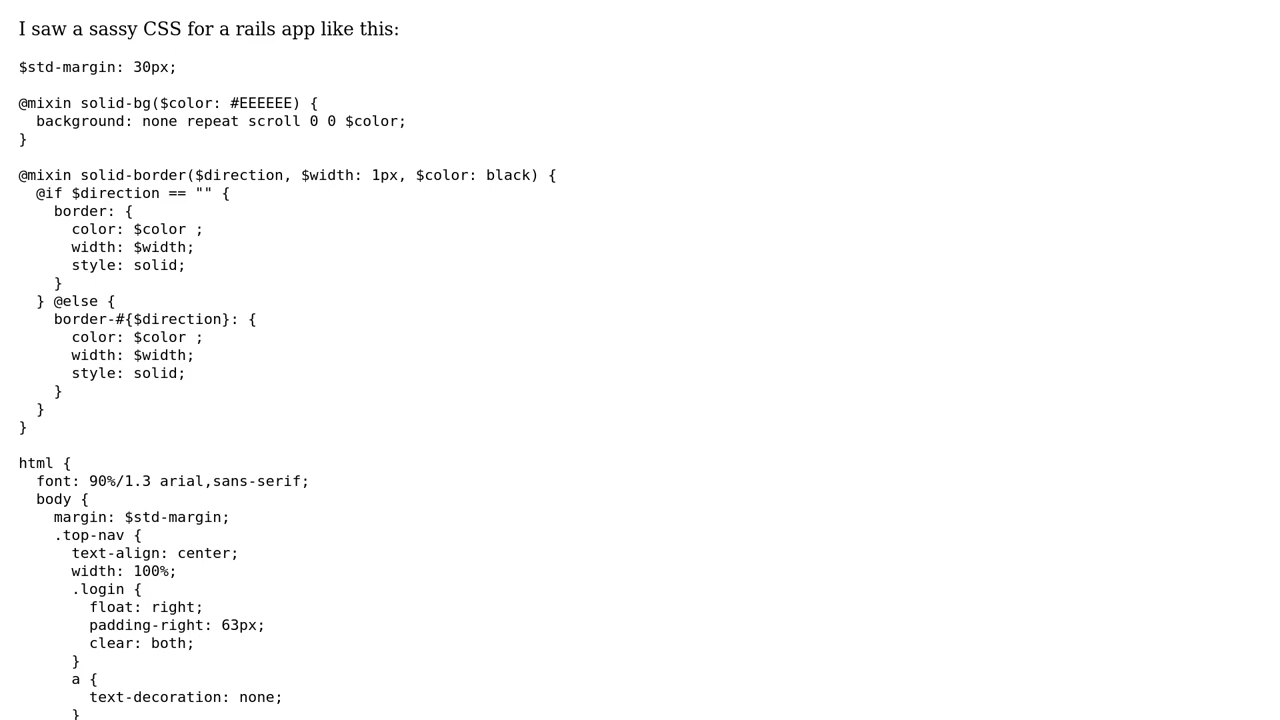 I saw a sassy CSS for a rails app like this:
$std-margin: 30px;
@mixin solid-bg($color: #EEEEEE) {
  background: none repeat scroll 0 0 $color;
}
@mixin solid-border($direction, $width: 1px, $color: black) {
  @if $direction == "" {
    border: {
      color: $color ;
      width: $width;
      style: solid;
    }
  } @else {
    border-#{$direction}: {
      color: $color ;
      width: $width;
      style: solid;
    }
  }
}
html {
  font: 90%/1.3 arial,sans-serif;
  body {
    margin: $std-margin;
    .top-nav {
      text-align: center;
      width: 100%;
      .login {
        float: right;
        padding-right: 63px;
        clear: both;
      }
      a {
        text-decoration: none;
      }